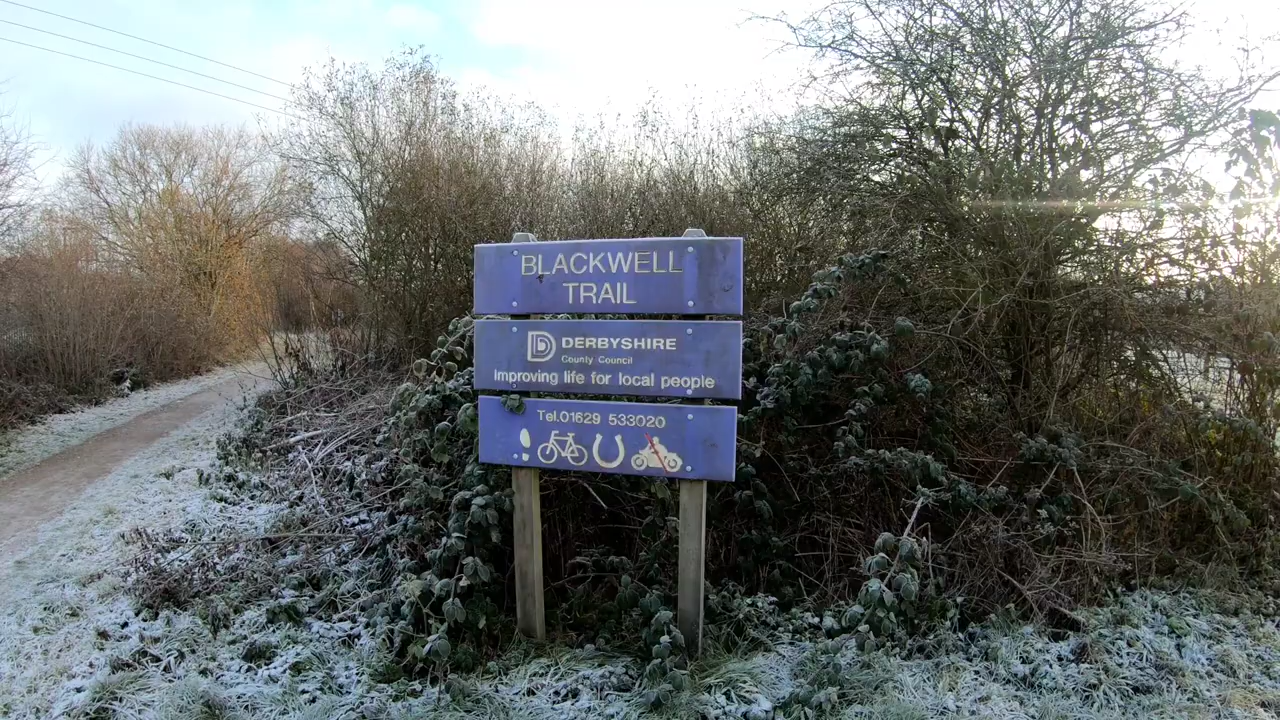 BLACKWELL
TRAIL
DERBYSHIRE
County Council
Improving life for local people
Tel.01629 533020